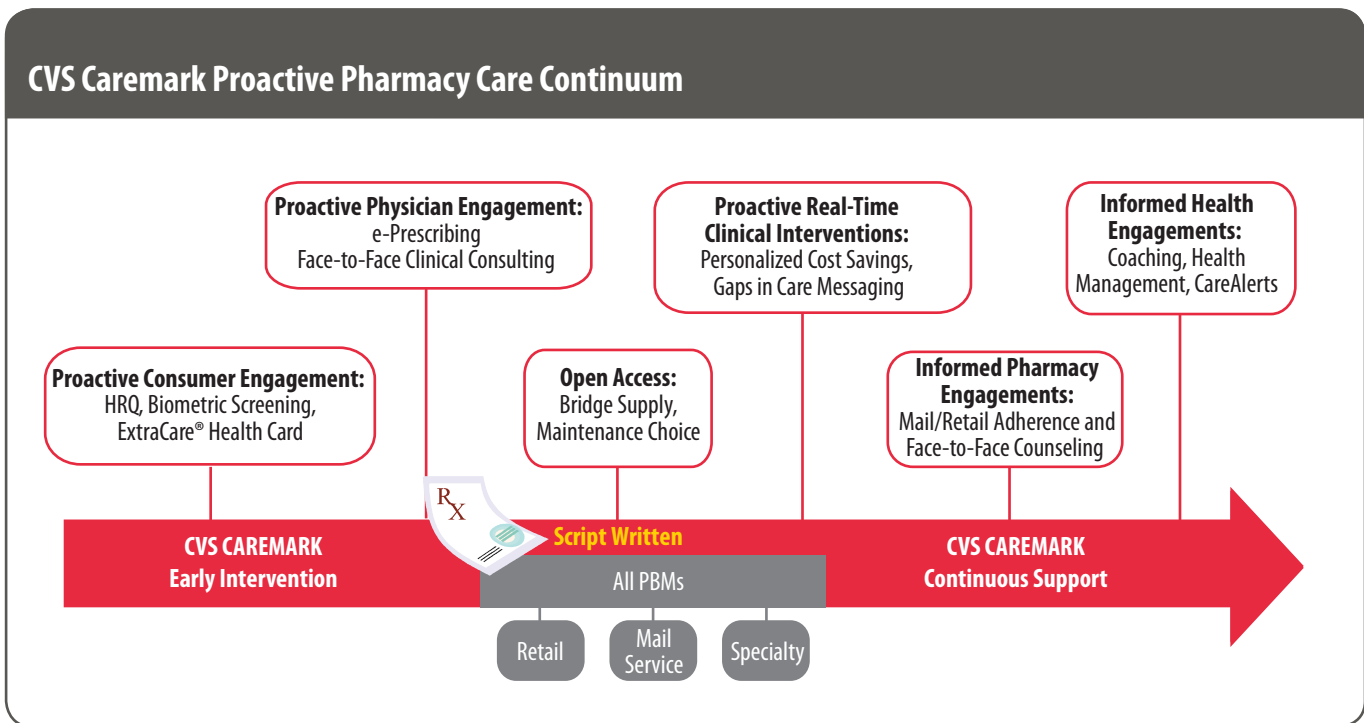 CVS Caremark Proactive Pharmacy Care Continuum
Proactive Physician Engagement:
e-Prescribing
Face-to-Face Clinical Consulting
Proactive Real-Time
Clinical Interventions:
Personalized Cost Savings,
Gaps in Care Messaging
Informed Health
Engagements:
Coaching, Health
Management, CareAlerts
Proactive Consumer Engagement:
HRQ, Biometric Screening,
ExtraCare® Health Card
Open Access:
Bridge Supply,
Maintenance Choice
Informed Pharmacy
Engagements:
Mail/Retail Adherence and
Face-to-Face Counseling
RX
CVS CAREMARK
Early Intervention
Script Written
All PBMs
CVS CAREMARK
Continuous Support
Retail
Mail
Service
Specialty